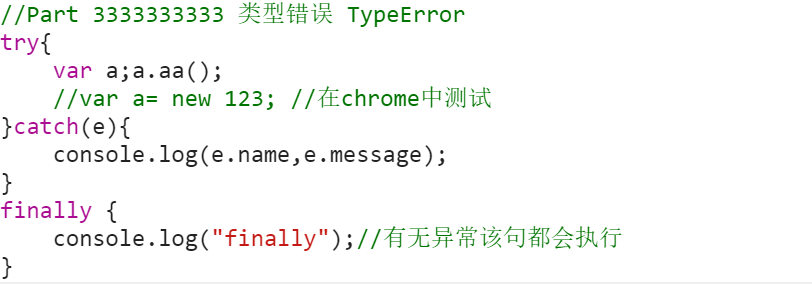 //Part 3333333333 类型错误 TypeError
try{
    var a;a.aa();
    //var a= new 123; //在chrome中测试
}catch(e){
    console.log(e.name,e.message);
}
finally {
    console.log("finally");//有无异常该句都会执行
}